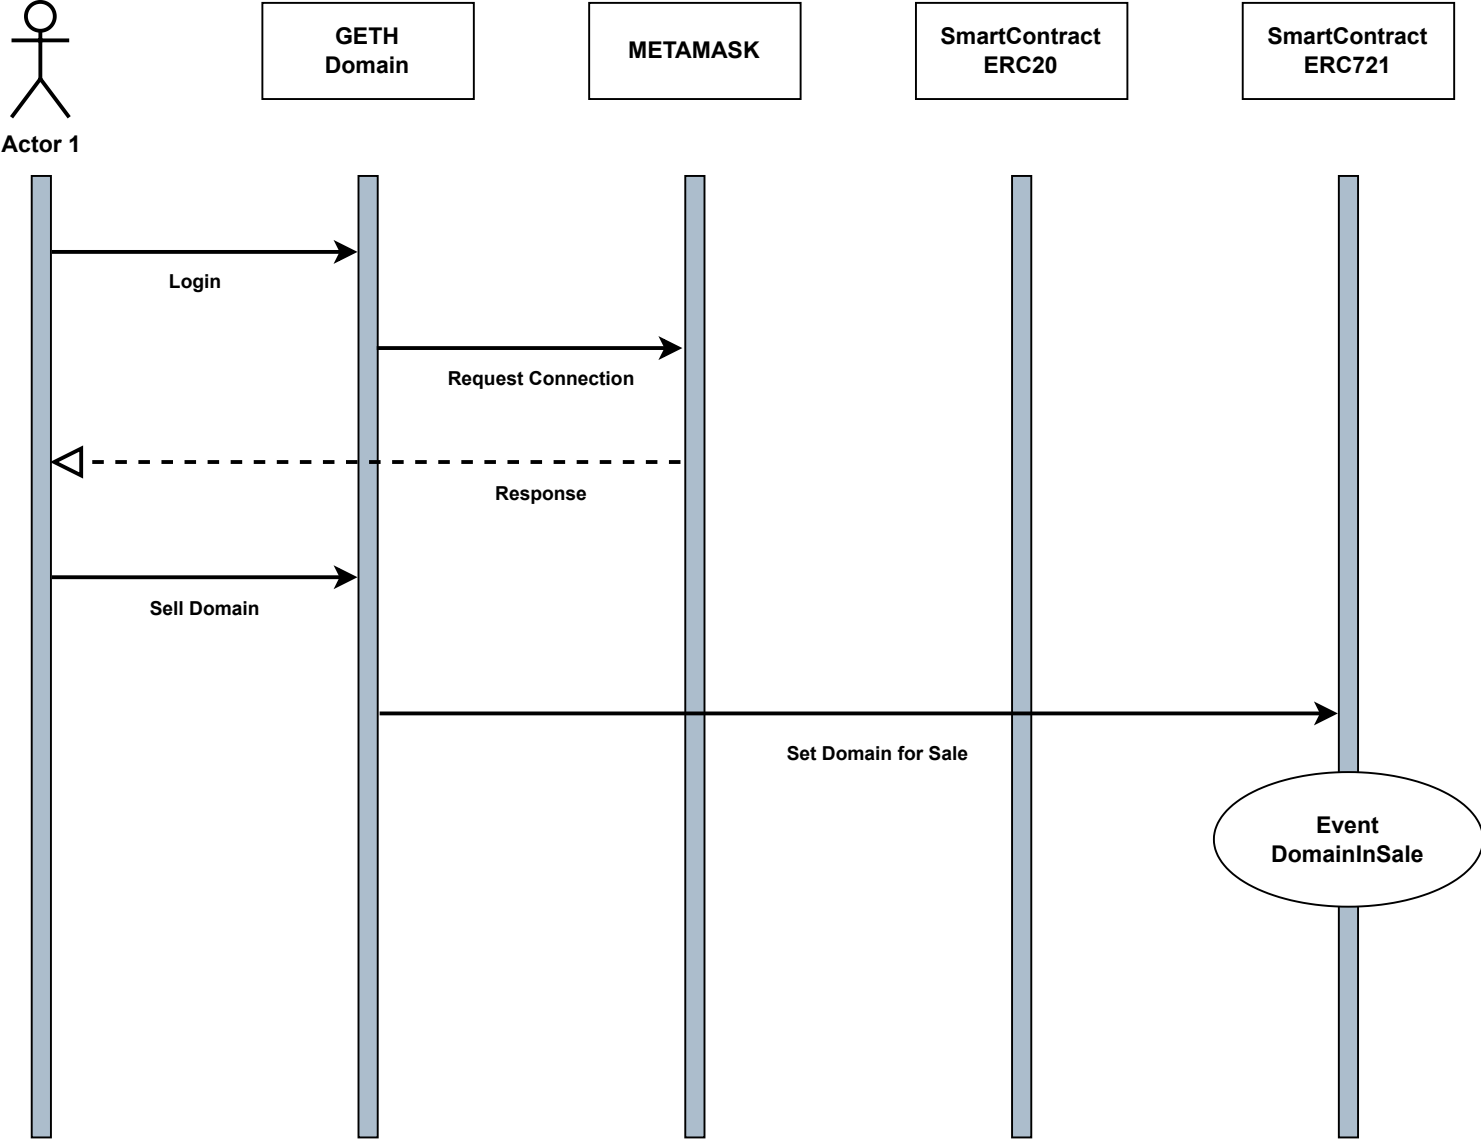 Actor 1
GETH
Domain
METAMASK
SmartContract
ERC20
SmartContract
ERC721
Login
Request Connection
Response
Sell Domain
Set Domain for Sale
Event
DomainInSale